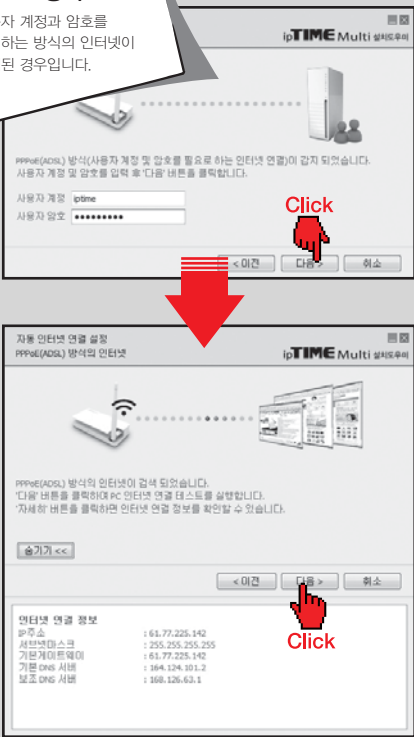 자 계정과 암호를
하는 방식의 인터넷이
된 경우입니다.
ipTIME Multi 설치도우미
PPPoE(ADSL) 방식(사용자 계정 및 암호를 필요로 하는 인터넷 연결)이 감지 되었습니다.
사용자 계정 및 암호를 입력 후 '다음' 버튼을 클릭합니다.
사용자 계정 iptime
사용자 암호 •••••••••
Click
< 이전 다음 > 취소
자동 인터넷 연결 설정
PPPoE(ADSL) 방식의 인터넷
ipTIME Multi 설치도우미
PPPoE(ADSL) 방식의 인터넷이 검색 되었습니다.
'다음' 버튼을 클릭하여 PC 인터넷 연결 테스트를 실행합니다.
'자세히' 버튼을 클릭하면 인터넷 연결 정보를 확인할 수 있습니다.
숨기기 <<
< 이전 다음 > 취소
Click
인터넷 연결 정보
IP주소 : 61.77.225.142
서브넷마스크 : 255.255.255.255
기본게이트웨이 : 61.77.225.142
기본 DNS 서버 : 164.124.101.2
보조 DNS 서버 : 168.126.63.1